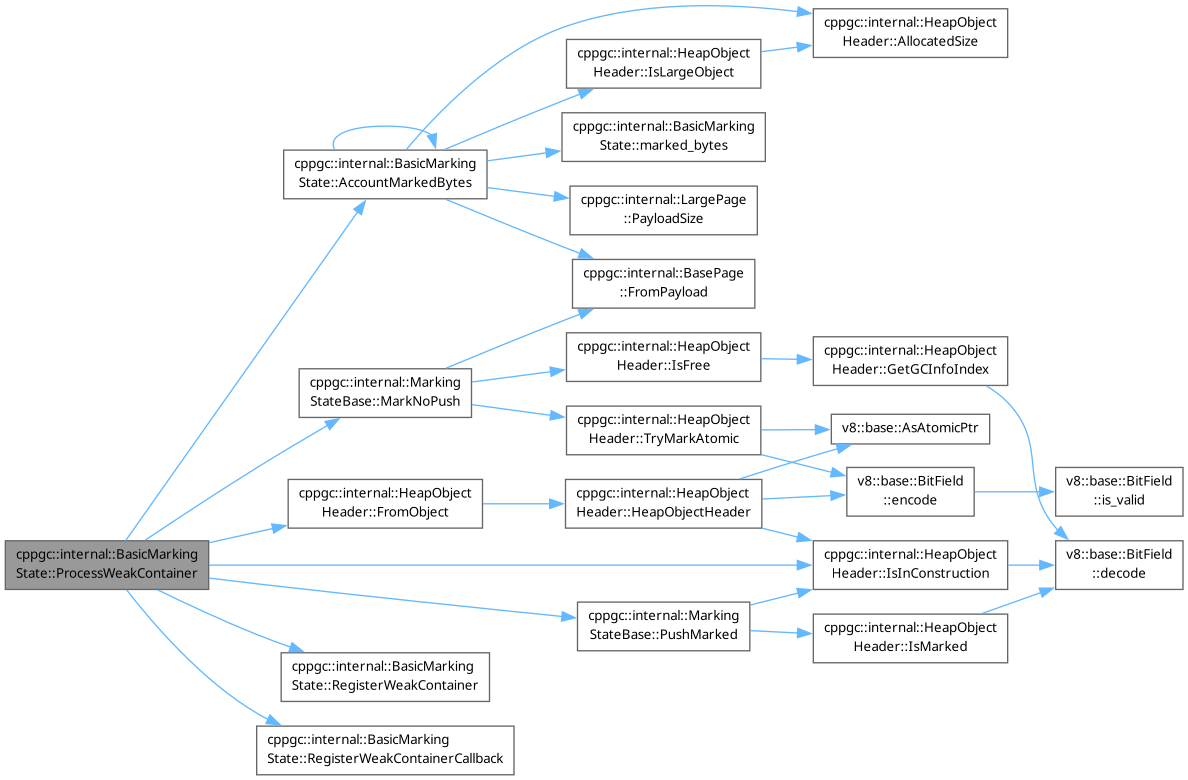 cppgc::internal::HeapObject
Header::AllocatedSize
cppgc::internal::HeapObject
Header::IsLargeObject
cppgc::internal::BasicMarking
State::marked_bytes
cppgc::internal::BasicMarking
State::AccountMarkedBytes
cppgc::internal::LargePage
::PayloadSize
cppgc::internal::BasePage
::FromPayload
cppgc::internal::HeapObject
Header::IsFree
cppgc::internal::HeapObject
Header::GetGCInfoIndex
cppgc::internal::Marking
StateBase::MarkNoPush
cppgc::internal::HeapObject
Header::TryMarkAtomic
v8::base::AsAtomicPtr
v8::base::BitField
::encode
v8::base::BitField
::is_valid
cppgc::internal::HeapObject
Header::FromObject
cppgc::internal::HeapObject
Header::HeapObjectHeader
cppgc::internal::BasicMarking
State::ProcessWeakContainer
cppgc::internal::HeapObject
Header::IsInConstruction
v8::base::BitField
::decode
cppgc::internal::Marking
StateBase::PushMarked
cppgc::internal::HeapObject
Header::IsMarked
cppgc::internal::BasicMarking
State::RegisterWeakContainer
cppgc::internal::BasicMarking
State::RegisterWeakContainerCallback